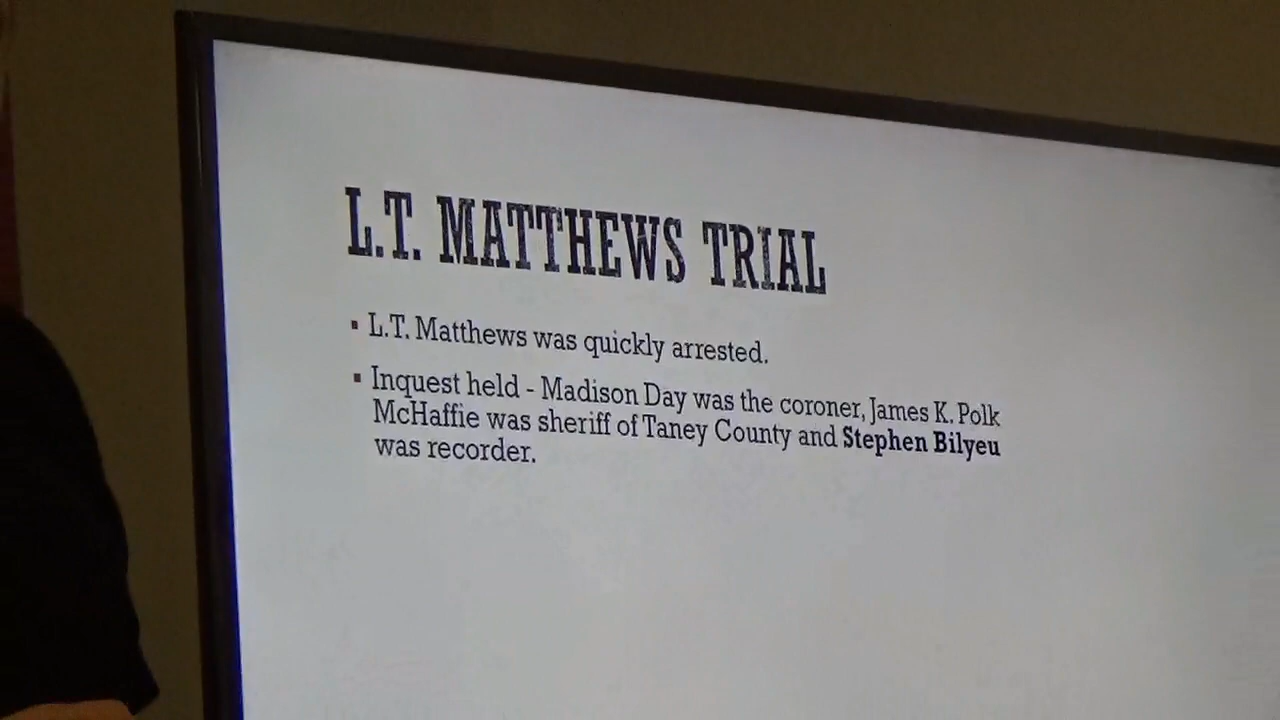 L.T. MATTHEWS TRIAL
▪ L.T. Matthews was quickly arrested.
▪ Inquest held - Madison Day was the coroner, James K. Polk
McHaffie was sheriff of Taney County and Stephen Bilyeu
was recorder.